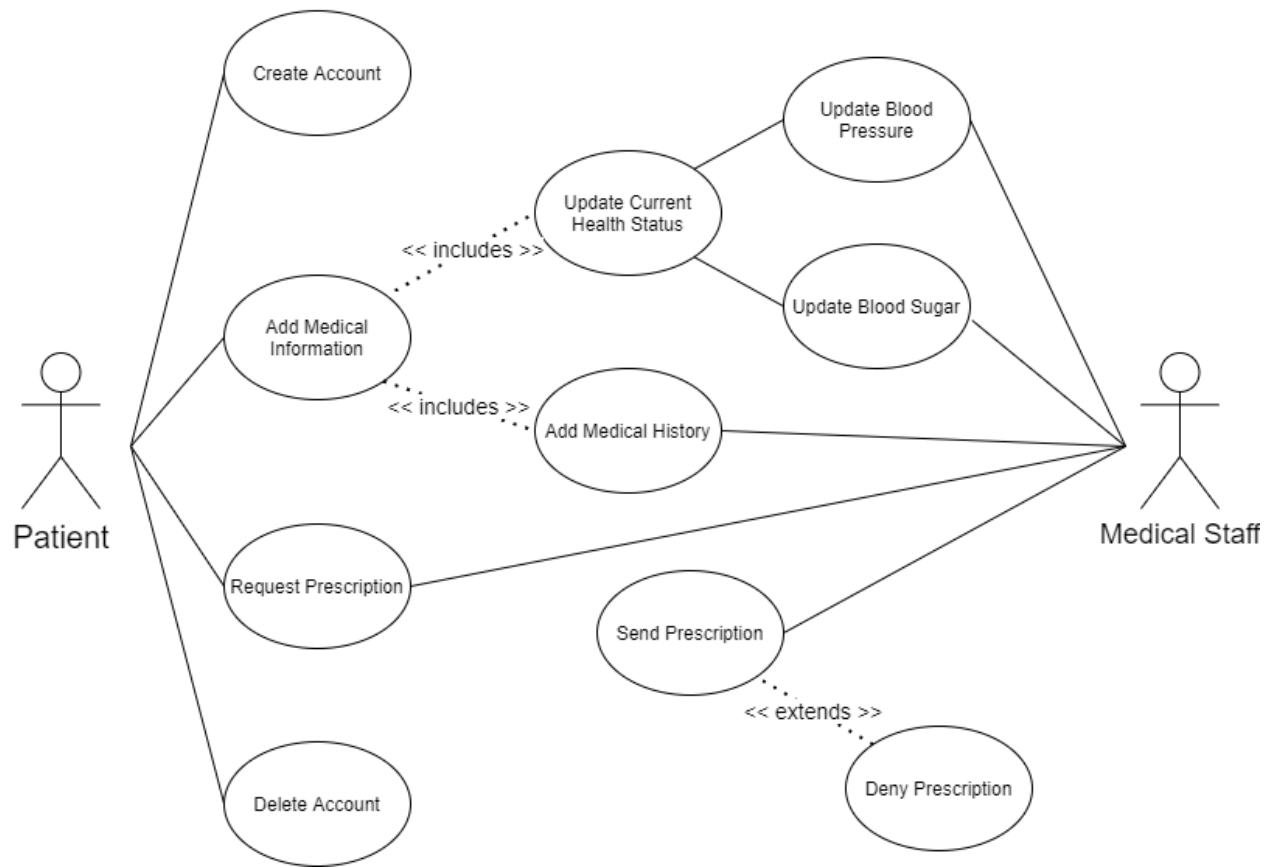 Create Account
Update Blood
Pressure
Update Current
Health Status
<< includes >>
Update Blood Sugar
Add Medical
Information
<< includes >>
Add Medical History
Patient
Medical Staff
Request Prescription
Send Prescription
<< extends >>
Deny Prescription
Delete Account